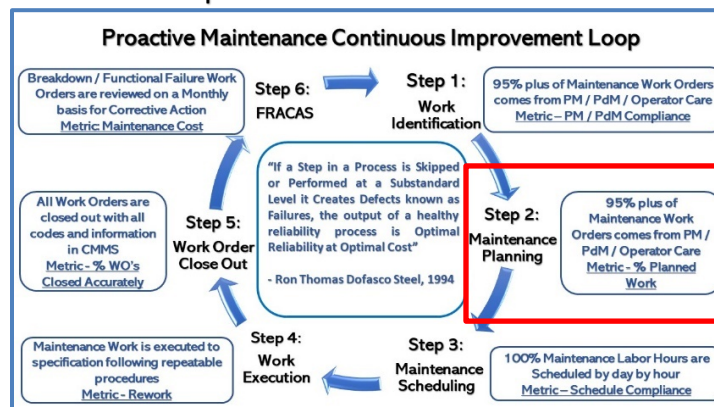 Proactive Maintenance Continuous Improvement Loop
Breakdown / Functional Failure Work
Orders are reviewed on a Monthly
basis for Corrective Action
Metric: Maintenance Cost
Step 6:
FRACAS
Step 1:
Work
Identification
95% plus of Maintenance Work Orders
comes from PM / PdM / Operator Care
Metric – PM / PdM Compliance
"If a Step in a Process is Skipped
or Performed at a Substandard
Level it Creates Defects known as
Failures, the output of a healthy
reliability process is Optimal
Reliability at Optimal Cost"
- Ron Thomas Dofasco Steel, 1994
Step 2:
Maintenance
Planning
95% plus of
Maintenance Work
Orders comes from PM /
PdM / Operator Care
Metric - % Planned
Work
All Work Orders are
closed out with all
codes and information
in CMMS
Metric - % WO's
Closed Accurately
Step 5:
Work Order
Close Out
Maintenance Work is executed to
specification following repeatable
procedures
Metric - Rework
Step 4:
Work
Execution
Step 3:
Maintenance
Scheduling
100% Maintenance Labor Hours are
Scheduled by day by hour
Metric – Schedule Compliance